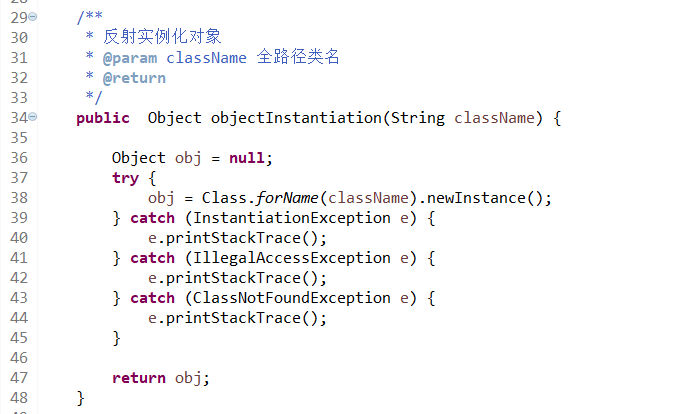 29 /**
30 * 反射实例化对象
31 * @param className 全路径类名
32 * @return
33 */
34 public  Object objectInstantiation(String className) {
35
36 Object obj = null;
37 try {
38 obj = Class.forName(className).newInstance();
39 } catch (InstantiationException e) {
40 e.printStackTrace();
41 } catch (IllegalAccessException e) {
42 e.printStackTrace();
43 } catch (ClassNotFoundException e) {
44 e.printStackTrace();
45 }
46
47 return obj;
48 }